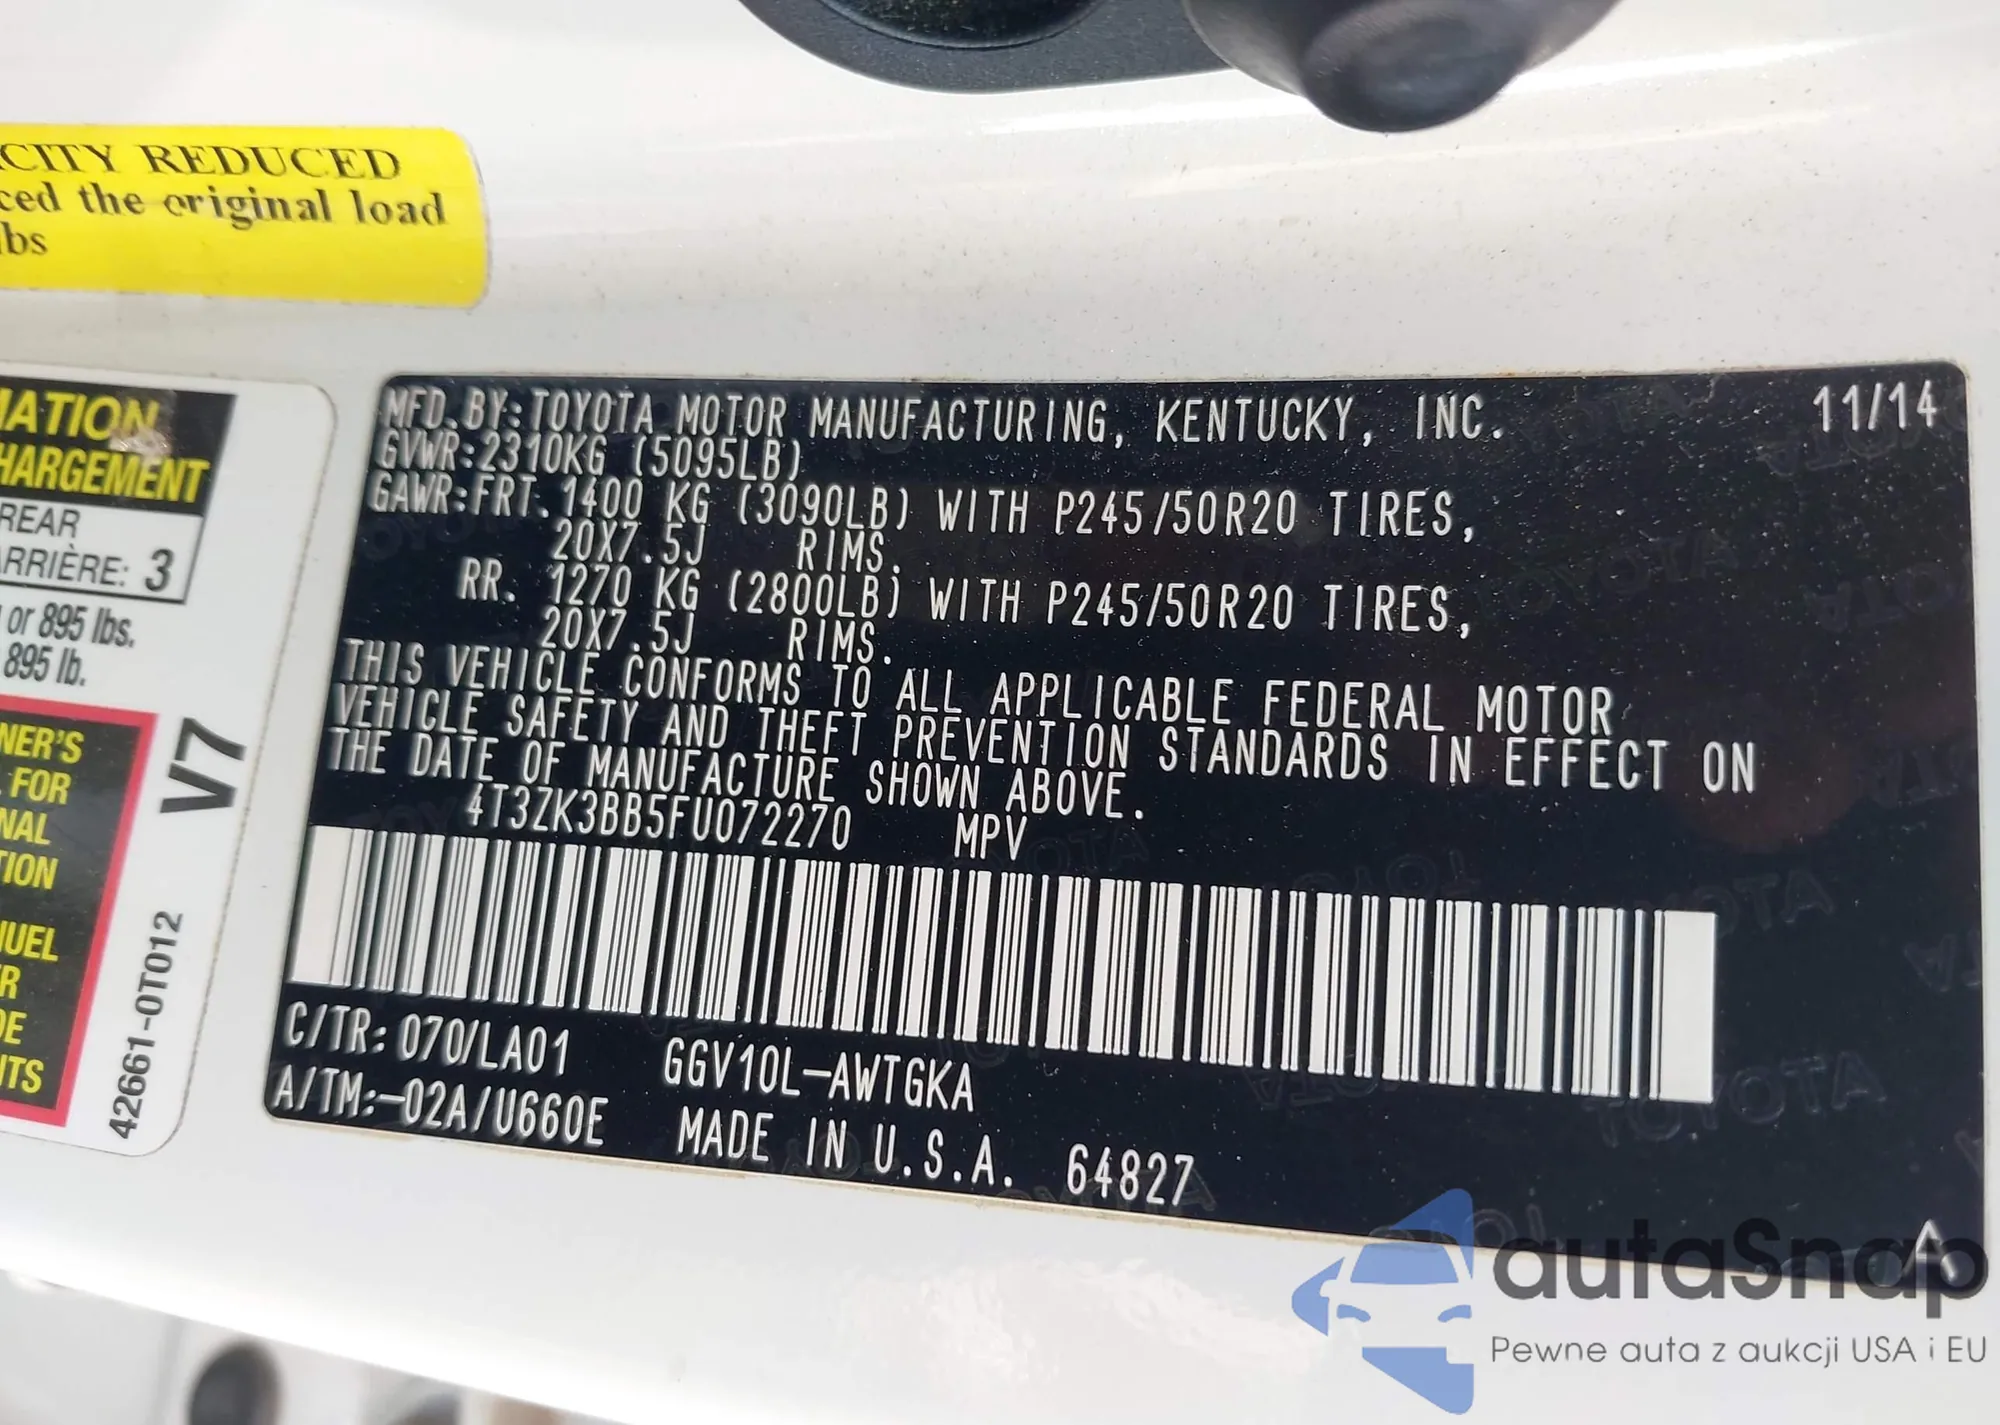 CITY REDUCED
ced the original load
lbs
MATION
HARGEMENT
REAR
ARRIÈRE: 3
or 895 lbs.
895 lb.
NER'S
FOR
NAL
TION
UEL
R
DE
ITS
V7
42661-0T012
MFD. BY: TOYOTA MOTOR MANUFACTURING, KENTUCKY, INC. 11/14
GVWR: 2310KG (5095LB)
GAWR: FRT. 1400 KG (3090LB) WITH P245/50R20 TIRES,
20X7.5J RIMS.
RR. 1270 KG (2800LB) WITH P245/50R20 TIRES,
20X7.5J RIMS.
THIS VEHICLE CONFORMS TO ALL APPLICABLE FEDERAL MOTOR
VEHICLE SAFETY AND THEFT PREVENTION STANDARDS IN EFFECT ON
THE DATE OF MANUFACTURE SHOWN ABOVE.
4T3ZK3BB5FU072270 MPV
C/TR: 070/LA01 GGV10L-AWTGKA
A/TM:-02A/U660E MADE IN U.S.A. 64827
A
autaSnap
Pewne auta z aukcji USA i EU